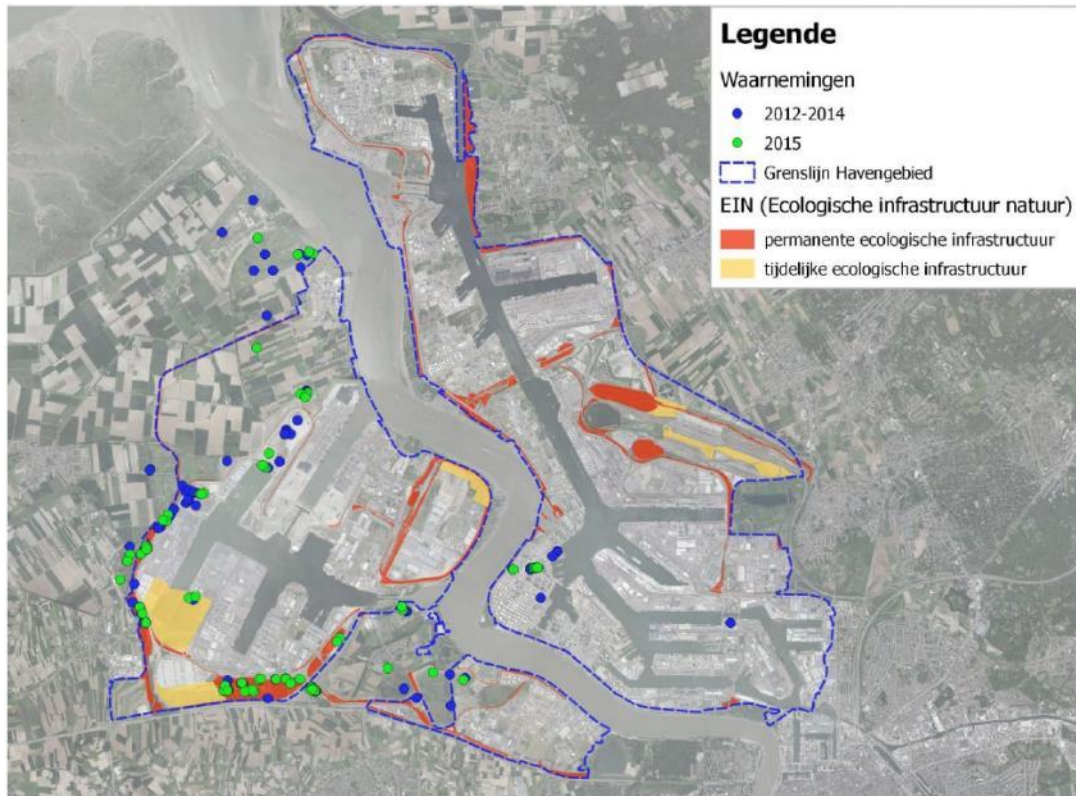 Legende
Waarnemingen
2012-2014
2015
Grenslijn Havengebied
EIN (Ecologische infrastructuur natuur)
permanente ecologische infrastructuur
tijdelijke ecologische infrastructuur